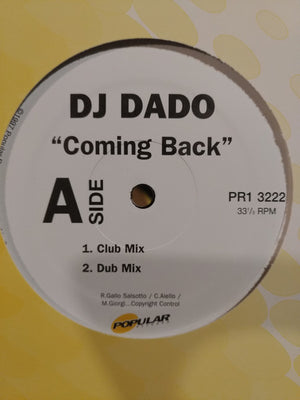 DJ DADO
"Coming Back"
A SIDE
PR1 3222
33⅓ RPM
1. Club Mix
2. Dub Mix
R.Gallo Salsotto / C.Aiello /
M.Giorgi...Copyright Control
POPULAR
©1997